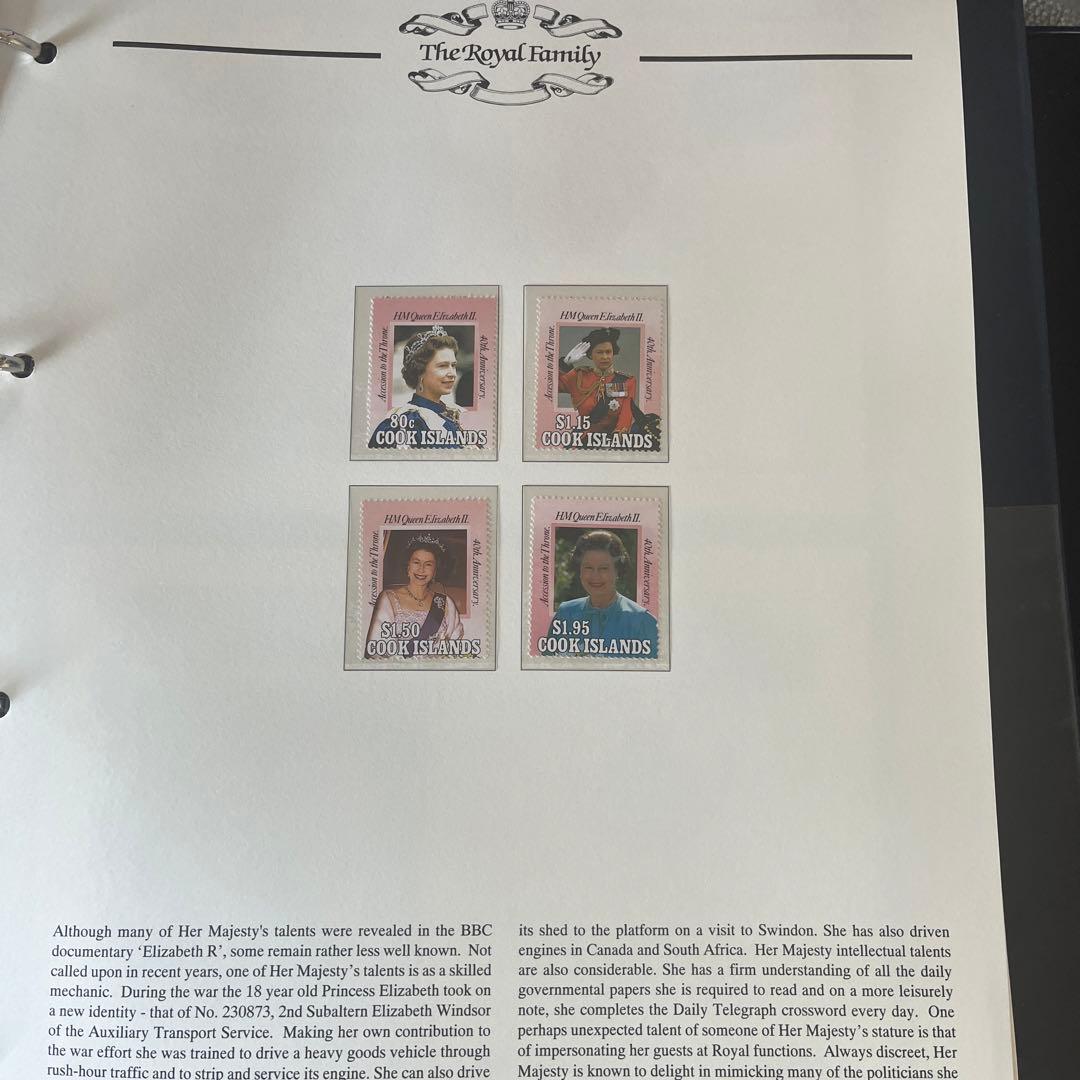 The Royal Family
HM Queen Elizabeth II.
Accession to the Throne.
40th Anniversary.
80c
COOK ISLANDS
HM Queen Elizabeth II.
Accession to the Throne.
40th Anniversary.
$1.15
COOK ISLANDS
HM Queen Elizabeth II.
Accession to the Throne.
40th Anniversary.
$1.50
COOK ISLANDS
HM Queen Elizabeth II.
Accession to the Throne.
40th Anniversary.
$1.95
COOK ISLANDS
Although many of Her Majesty's talents were revealed in the BBC
documentary ‘Elizabeth R’, some remain rather less well known. Not
called upon in recent years, one of Her Majesty’s talents is as a skilled
mechanic. During the war the 18 year old Princess Elizabeth took on
a new identity - that of No. 230873, 2nd Subaltern Elizabeth Windsor
of the Auxiliary Transport Service. Making her own contribution to
the war effort she was trained to drive a heavy goods vehicle through
rush-hour traffic and to strip and service its engine. She can also drive
its shed to the platform on a visit to Swindon. She has also driven
engines in Canada and South Africa. Her Majesty intellectual talents
are also considerable. She has a firm understanding of all the daily
governmental papers she is required to read and on a more leisurely
note, she completes the Daily Telegraph crossword every day. One
perhaps unexpected talent of someone of Her Majesty’s stature is that
of impersonating her guests at Royal functions. Always discreet, Her
Majesty is known to delight in mimicking many of the politicians she